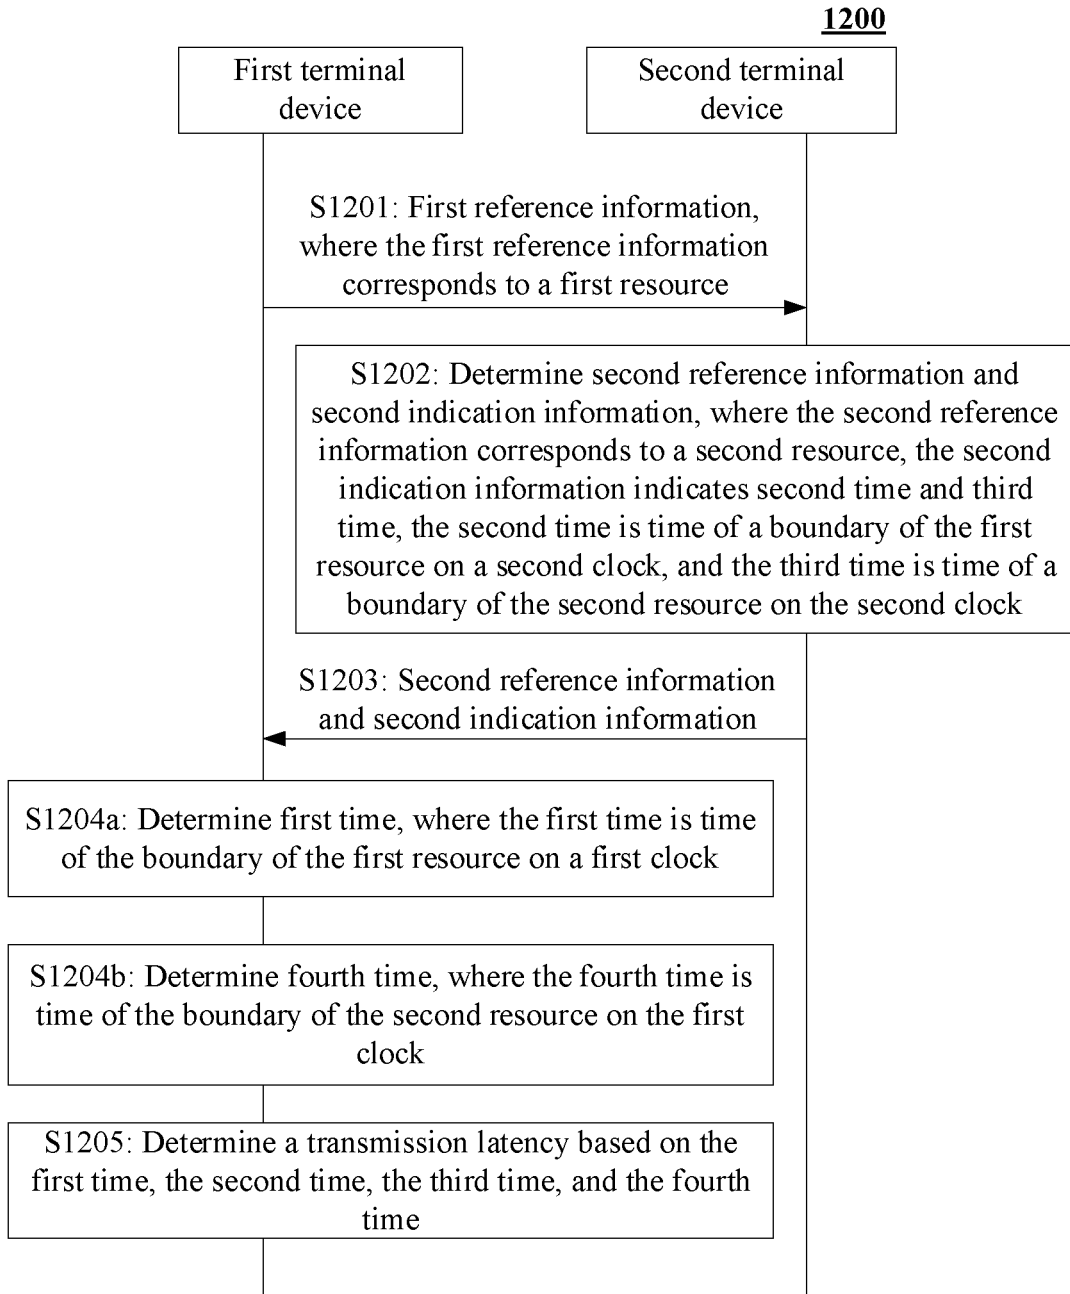 1200
First terminal
device
Second terminal
device
S1201: First reference information,
where the first reference information
corresponds to a first resource
S1202: Determine second reference information and
second indication information, where the second reference
information corresponds to a second resource, the second
indication information indicates second time and third
time, the second time is time of a boundary of the first
resource on a second clock, and the third time is time of a
boundary of the second resource on the second clock
S1203: Second reference information
and second indication information
S1204a: Determine first time, where the first time is time
of the boundary of the first resource on a first clock
S1204b: Determine fourth time, where the fourth time is
time of the boundary of the second resource on the first
clock
S1205: Determine a transmission latency based on the
first time, the second time, the third time, and the fourth
time